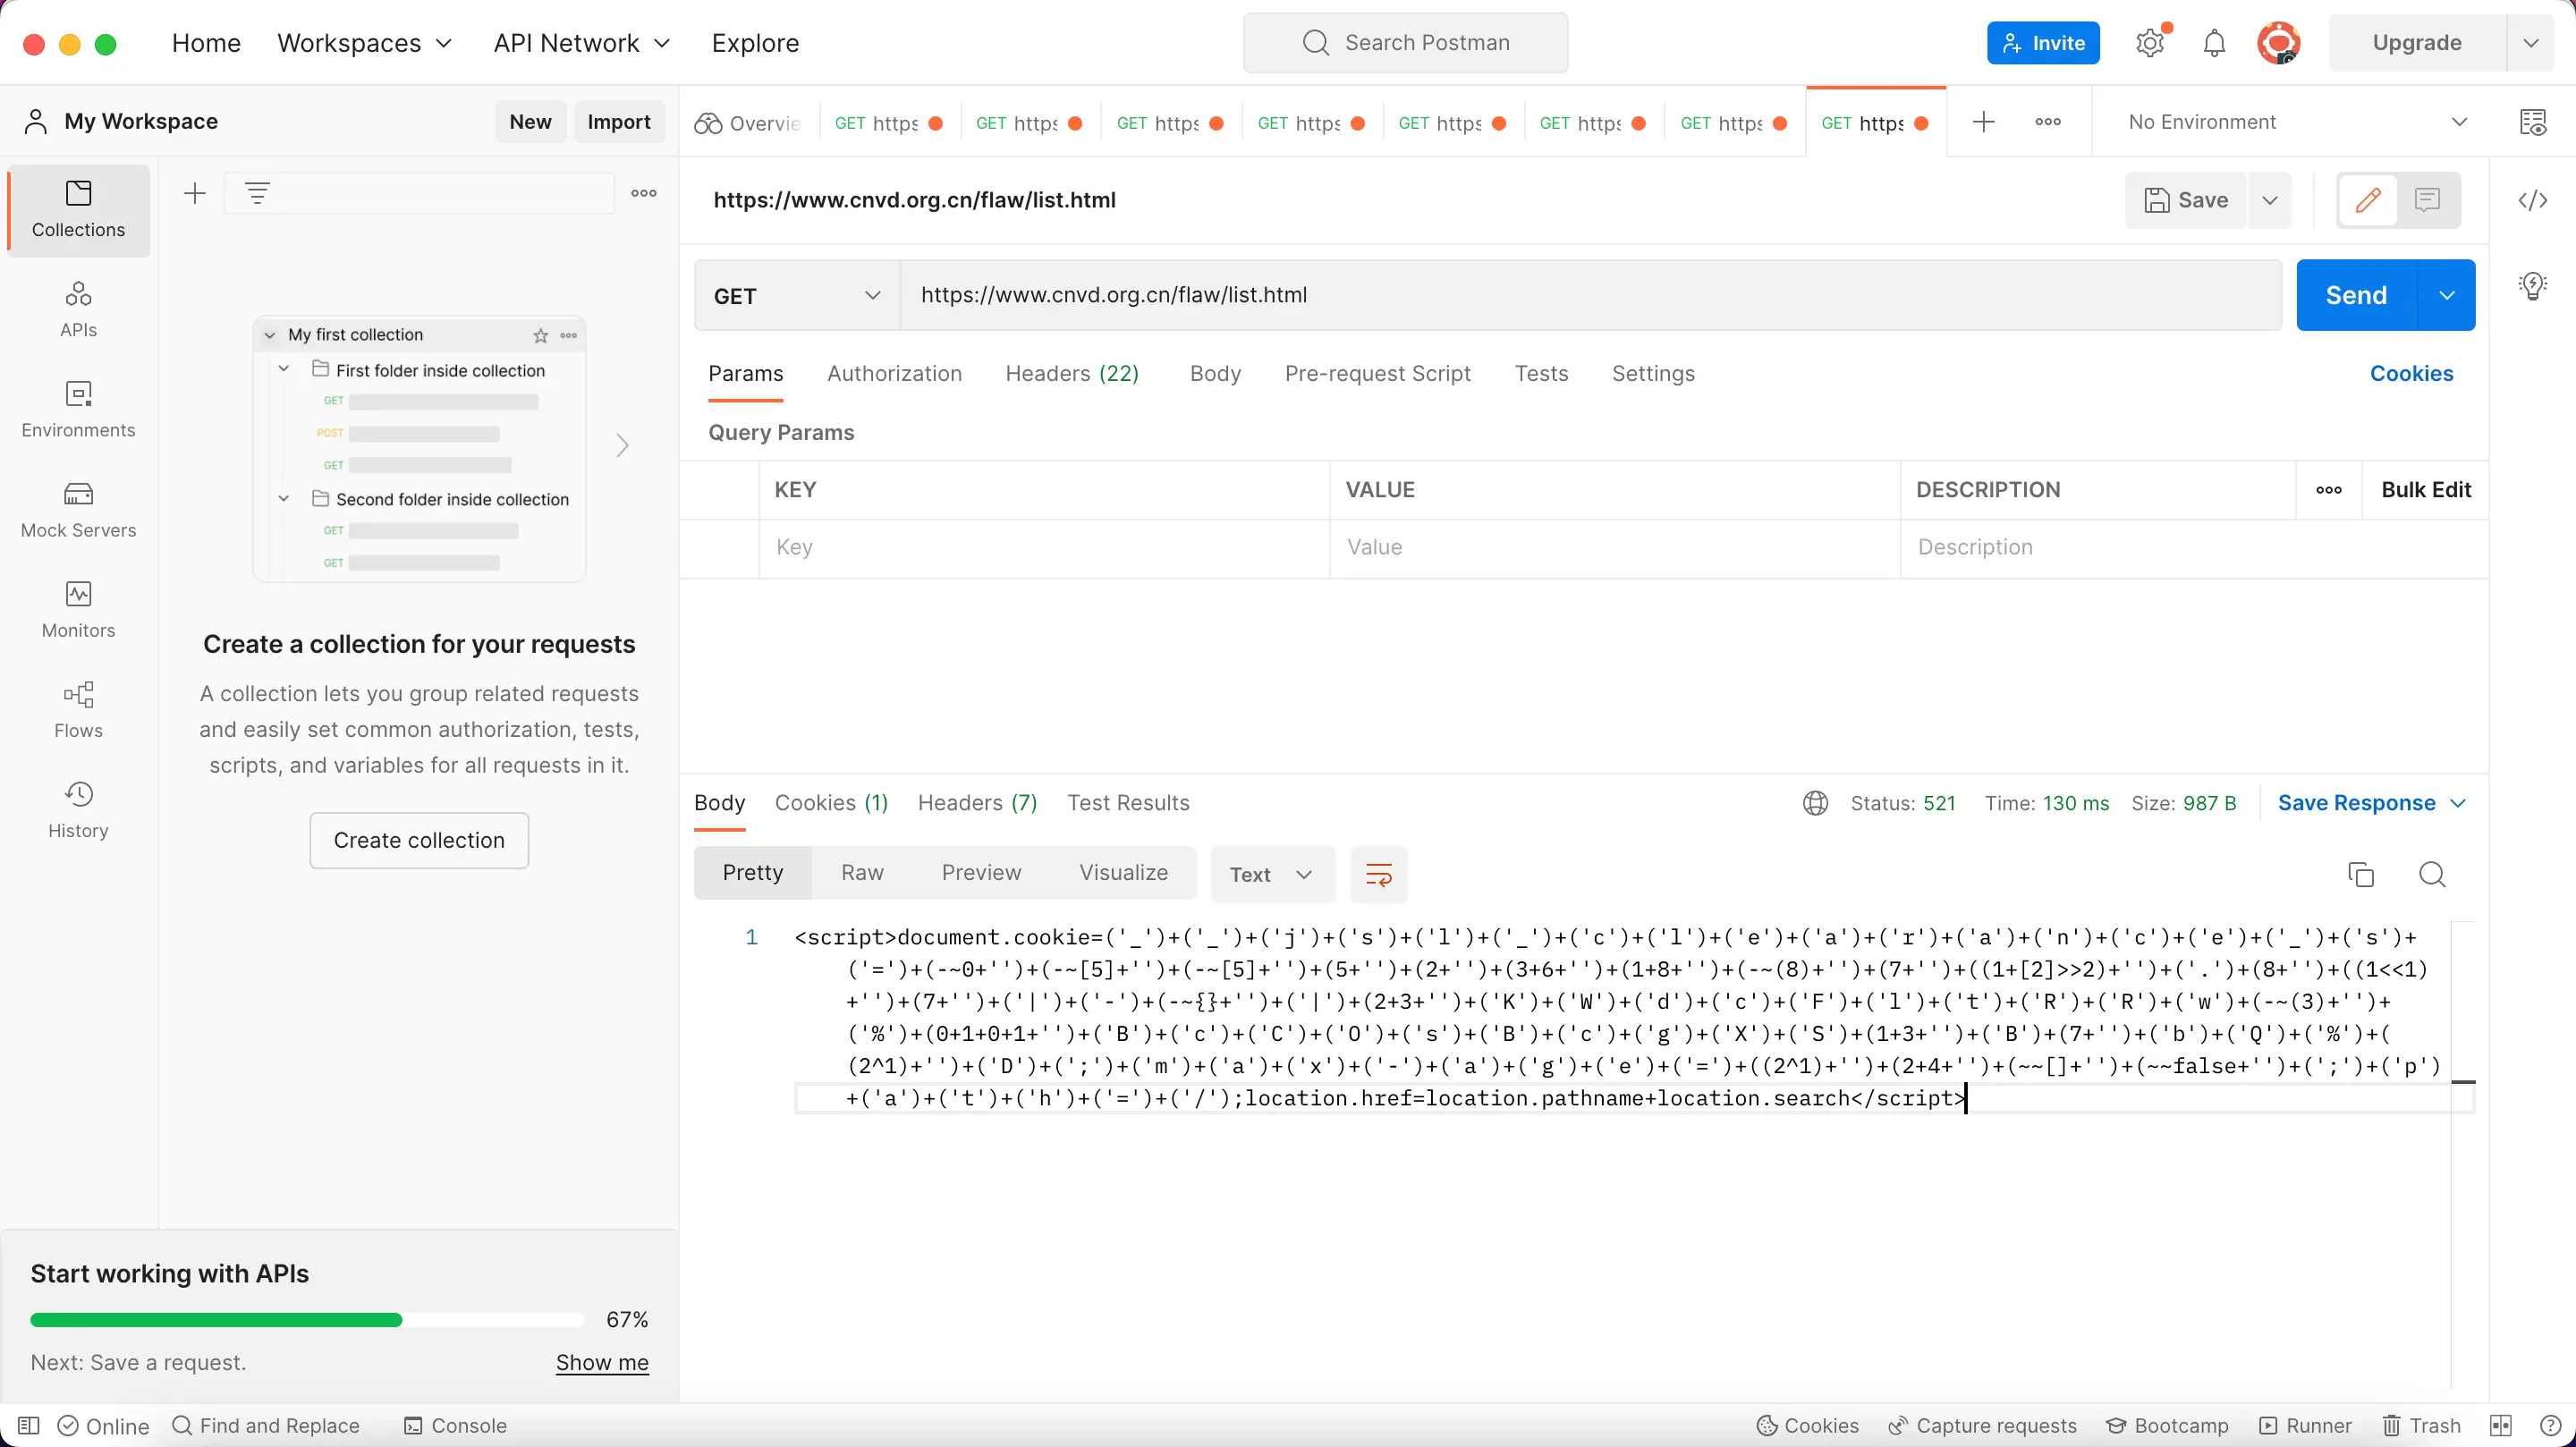 Home Workspaces API Network Explore Search Postman Invite Upgrade
My Workspace New Import Overvie GET https GET https GET https GET https GET https GET https GET https GET https No Environment
Collections
APIs
Environments
Mock Servers
Monitors
Flows
History
My first collection
First folder inside collection
GET
POST
GET
Second folder inside collection
GET
GET
Create a collection for your requests
A collection lets you group related requests
and easily set common authorization, tests,
scripts, and variables for all requests in it.
Create collection
Start working with APIs
67%
Next: Save a request. Show me
https://www.cnvd.org.cn/flaw/list.html Save
GET https://www.cnvd.org.cn/flaw/list.html Send
Params Authorization Headers (22) Body Pre-request Script Tests Settings Cookies
Query Params
KEY VALUE DESCRIPTION Bulk Edit
Key Value Description
Body Cookies (1) Headers (7) Test Results Status: 521 Time: 130 ms Size: 987 B Save Response
Pretty Raw Preview Visualize Text
1 <script>document.cookie=('_')+('_')+('j')+('s')+('l')+('_')+('c')+('l')+('e')+('a')+('r')+('a')+('n')+('c')+('e')+('_')+('s')+
('=')+(-~0+'')+(-~[5]+'')+(-~[5]+'')+(5+'')+(2+'')+(3+6+'')+(1+8+'')+(-~(8)+'')+(7+'')+((1+[2]>>2)+'')+('.')+(8+'')+((1<<1)
+'')+(7+'')+('|')+('-')+(-~{}+'')+('|')+(2+3+'')+('K')+('W')+('d')+('c')+('F')+('l')+('t')+('R')+('R')+('w')+(-~(3)+'')+
('%')+(0+1+0+1+'')+('B')+('c')+('C')+('O')+('s')+('B')+('c')+('g')+('X')+('S')+(1+3+'')+('B')+(7+'')+('b')+('Q')+('%')+(
(2^1)+'')+('D')+(';')+('m')+('a')+('x')+('-')+('a')+('g')+('e')+('=')+((2^1)+'')+(2+4+'')+(~~[]+'')+(~~false+'')+(';')+('p')
+('a')+('t')+('h')+('=')+('/');location.href=location.pathname+location.search</script>
Online Find and Replace Console Cookies Capture requests Bootcamp Runner Trash